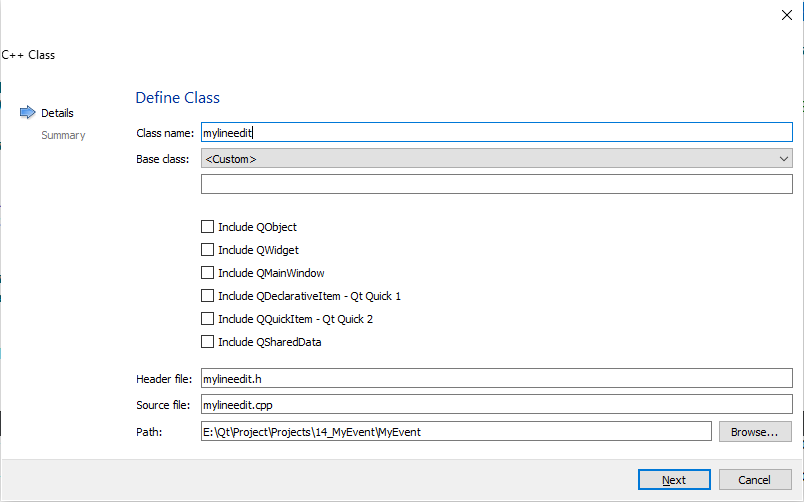 C++ Class
Define Class
Details
Summary
Class name: mylineedit
Base class: <Custom>
Include QObject
Include QWidget
Include QMainWindow
Include QDeclarativeItem - Qt Quick 1
Include QQuickItem - Qt Quick 2
Include QSharedData
Header file: mylineedit.h
Source file: mylineedit.cpp
Path: E:\Qt\Project\Projects\14_MyEvent\MyEvent Browse...
Next Cancel